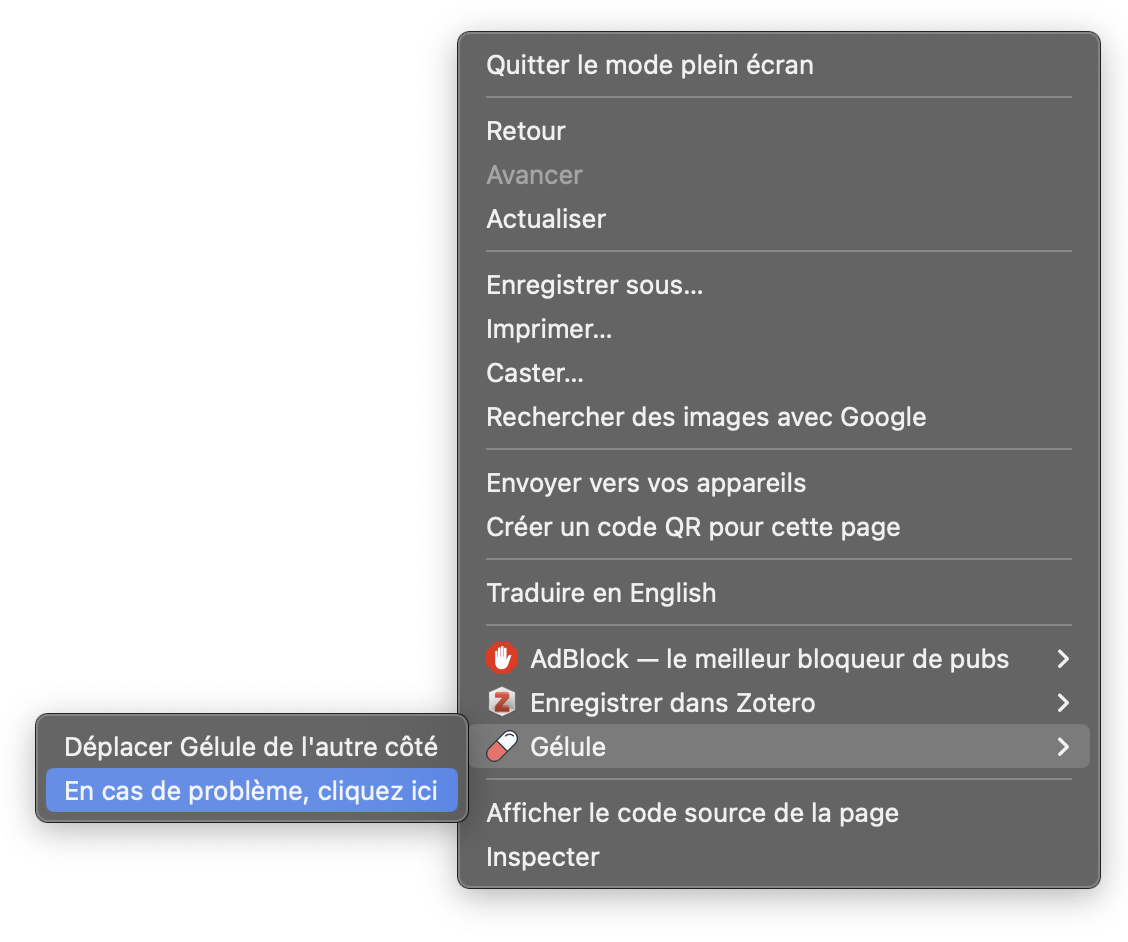 Quitter le mode plein écran
Retour
Avancer
Actualiser
Enregistrer sous...
Imprimer...
Caster...
Rechercher des images avec Google
Envoyer vers vos appareils
Créer un code QR pour cette page
Traduire en English
AdBlock — le meilleur bloqueur de pubs
Z Enregistrer dans Zotero
Gélule
Déplacer Gélule de l'autre côté
En cas de problème, cliquez ici
Afficher le code source de la page
Inspecter